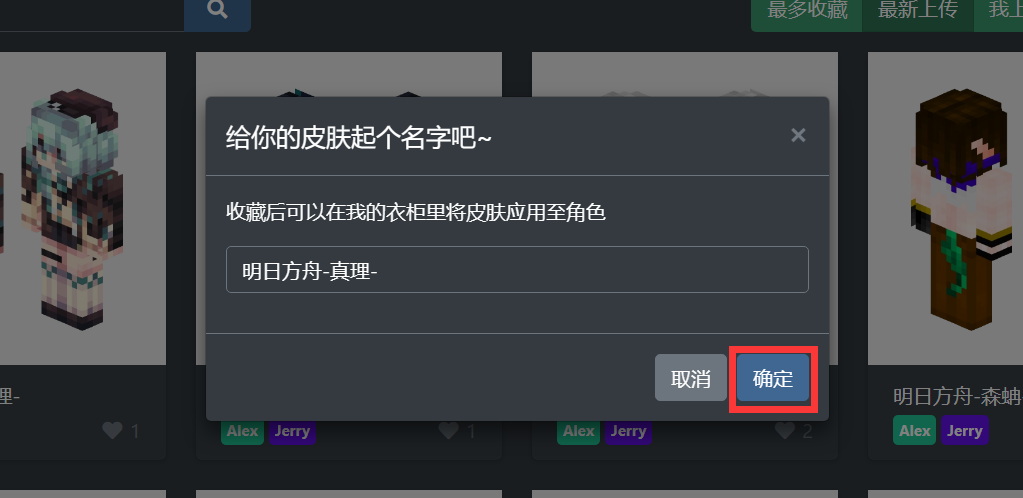 最多收藏 最新上传 我上
给你的皮肤起个名字吧~ ×
收藏后可以在我的衣柜里将皮肤应用至角色
明日方舟-真理-
取消 确定
理-
明日方舟-森蚺-
1 1 2
Alex Jerry Alex Jerry Alex Jerry